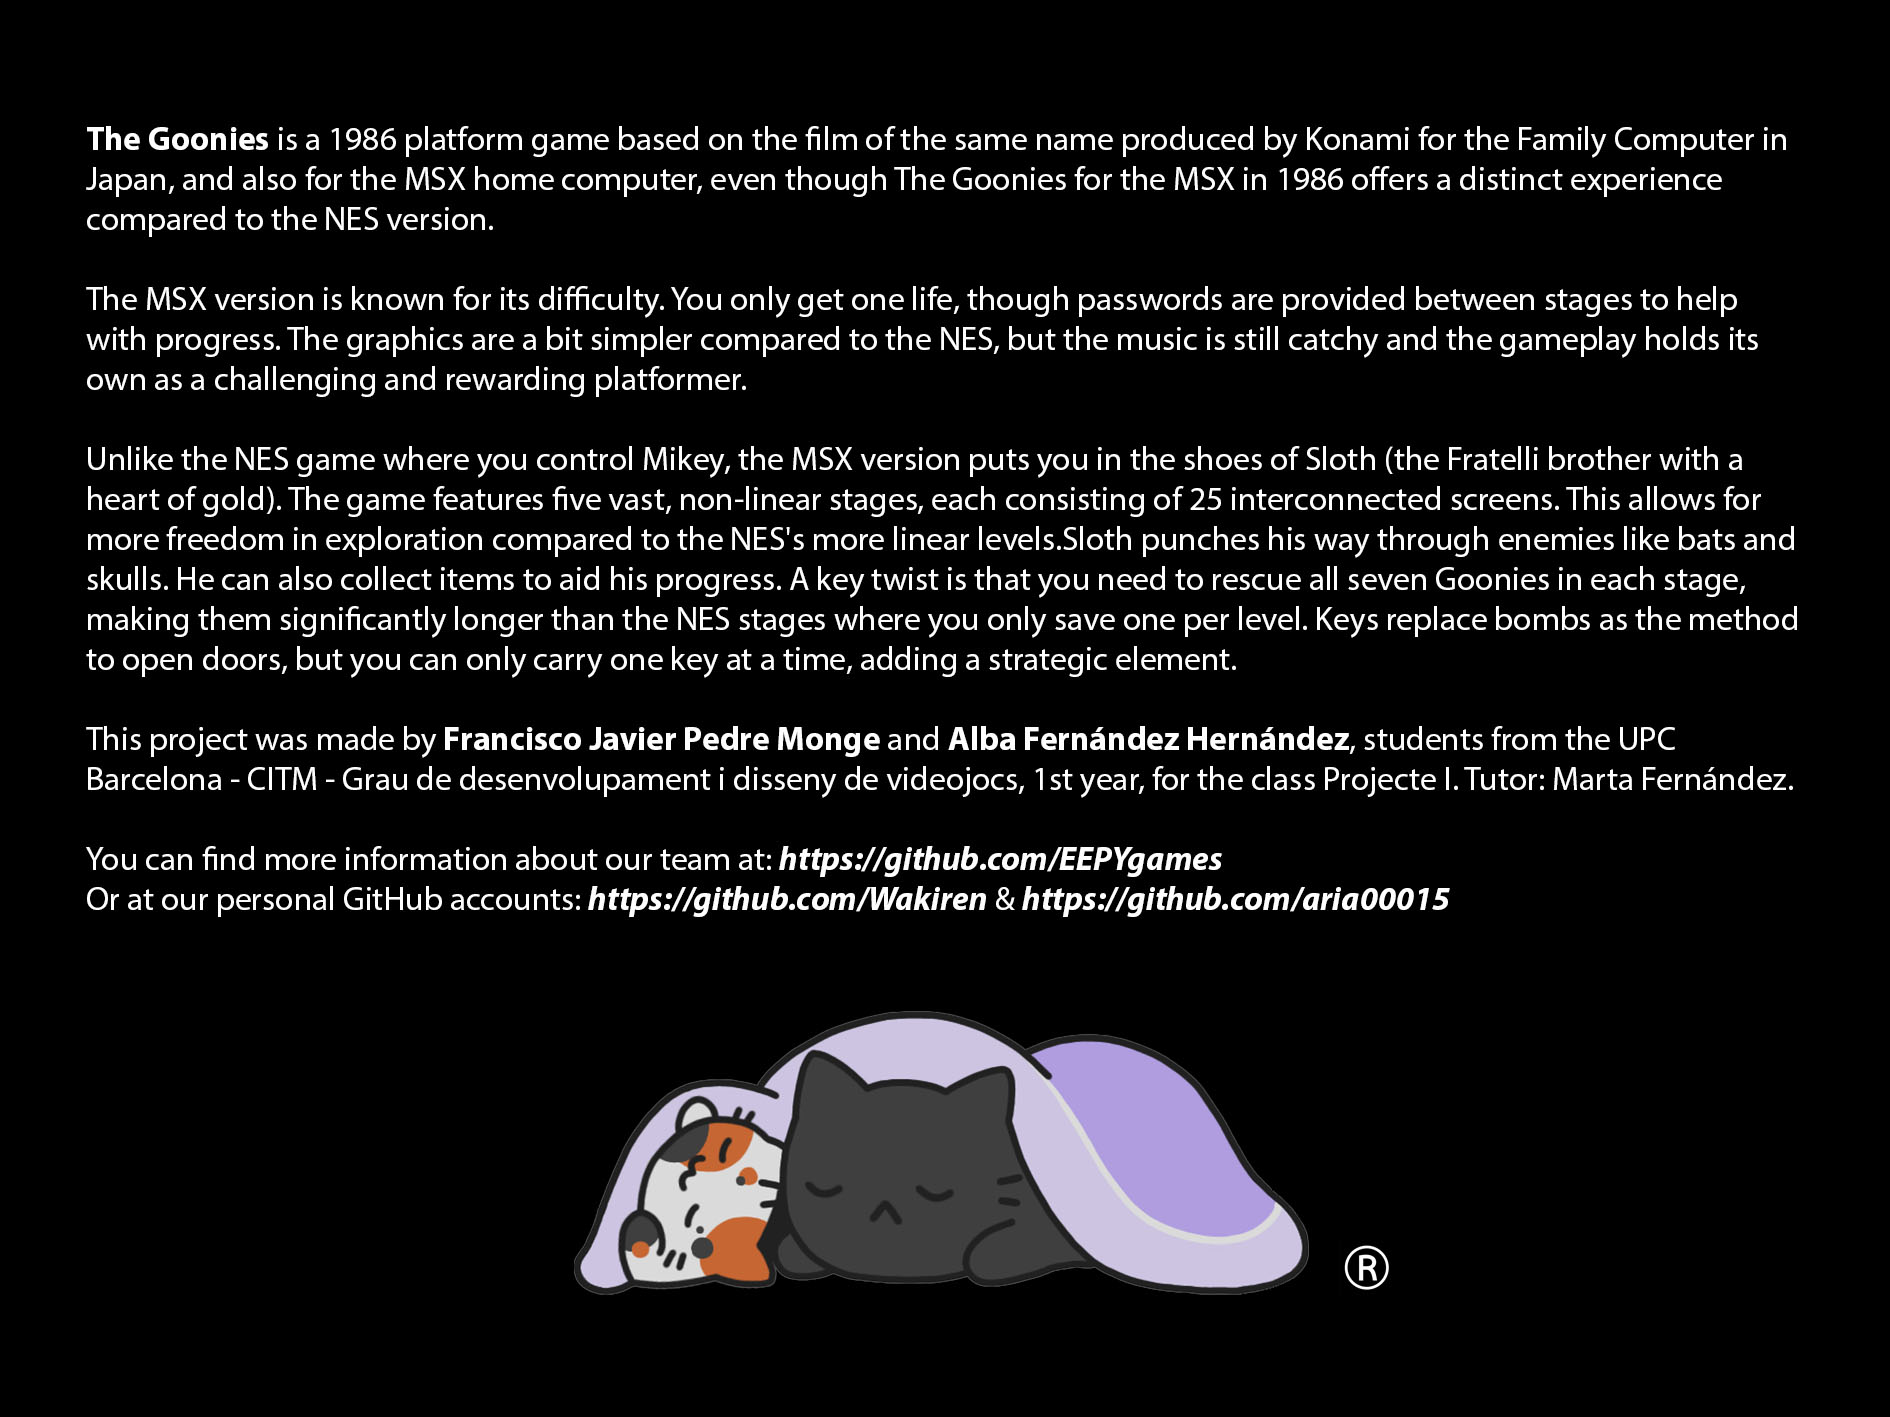 The Goonies is a 1986 platform game based on the film of the same name produced by Konami for the Family Computer in
Japan, and also for the MSX home computer, even though The Goonies for the MSX in 1986 offers a distinct experience
compared to the NES version.
The MSX version is known for its difficulty. You only get one life, though passwords are provided between stages to help
with progress. The graphics are a bit simpler compared to the NES, but the music is still catchy and the gameplay holds its
own as a challenging and rewarding platformer.
Unlike the NES game where you control Mikey, the MSX version puts you in the shoes of Sloth (the Fratelli brother with a
heart of gold). The game features five vast, non-linear stages, each consisting of 25 interconnected screens. This allows for
more freedom in exploration compared to the NES's more linear levels.Sloth punches his way through enemies like bats and
skulls. He can also collect items to aid his progress. A key twist is that you need to rescue all seven Goonies in each stage,
making them significantly longer than the NES stages where you only save one per level. Keys replace bombs as the method
to open doors, but you can only carry one key at a time, adding a strategic element.
This project was made by Francisco Javier Pedre Monge and Alba Fernández Hernández, students from the UPC
Barcelona - CITM - Grau de desenvolupament i disseny de videojocs, 1st year, for the class Projecte I. Tutor: Marta Fernández.
You can find more information about our team at: https://github.com/EEPYgames
Or at our personal GitHub accounts: https://github.com/Wakiren & https://github.com/aria00015
®